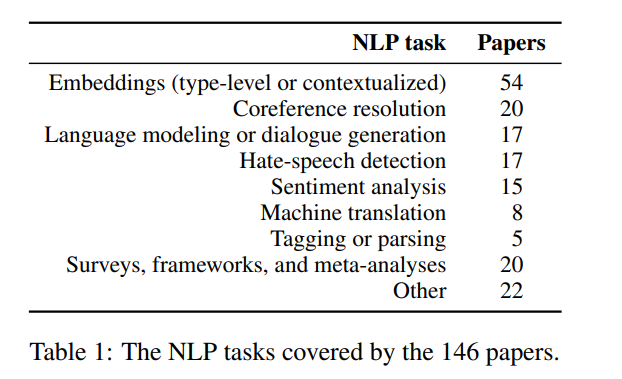 NLP task Papers
Embeddings (type-level or contextualized) 54
Coreference resolution 20
Language modeling or dialogue generation 17
Hate-speech detection 17
Sentiment analysis 15
Machine translation 8
Tagging or parsing 5
Surveys, frameworks, and meta-analyses 20
Other 22
Table 1: The NLP tasks covered by the 146 papers.